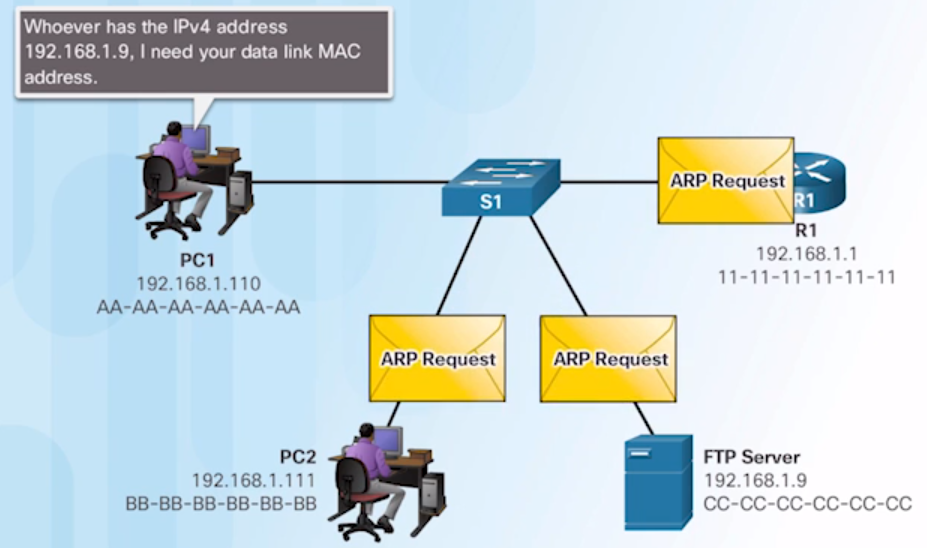 Whoever has the IPv4 address
192.168.1.9, I need your data link MAC
address.
ARP Request
R1
S1
R1
192.168.1.1
11-11-11-11-11-11
PC1
192.168.1.110
AA-AA-AA-AA-AA-AA
ARP Request
ARP Request
PC2
192.168.1.111
BB-BB-BB-BB-BB-BB
FTP Server
192.168.1.9
CC-CC-CC-CC-CC-CC